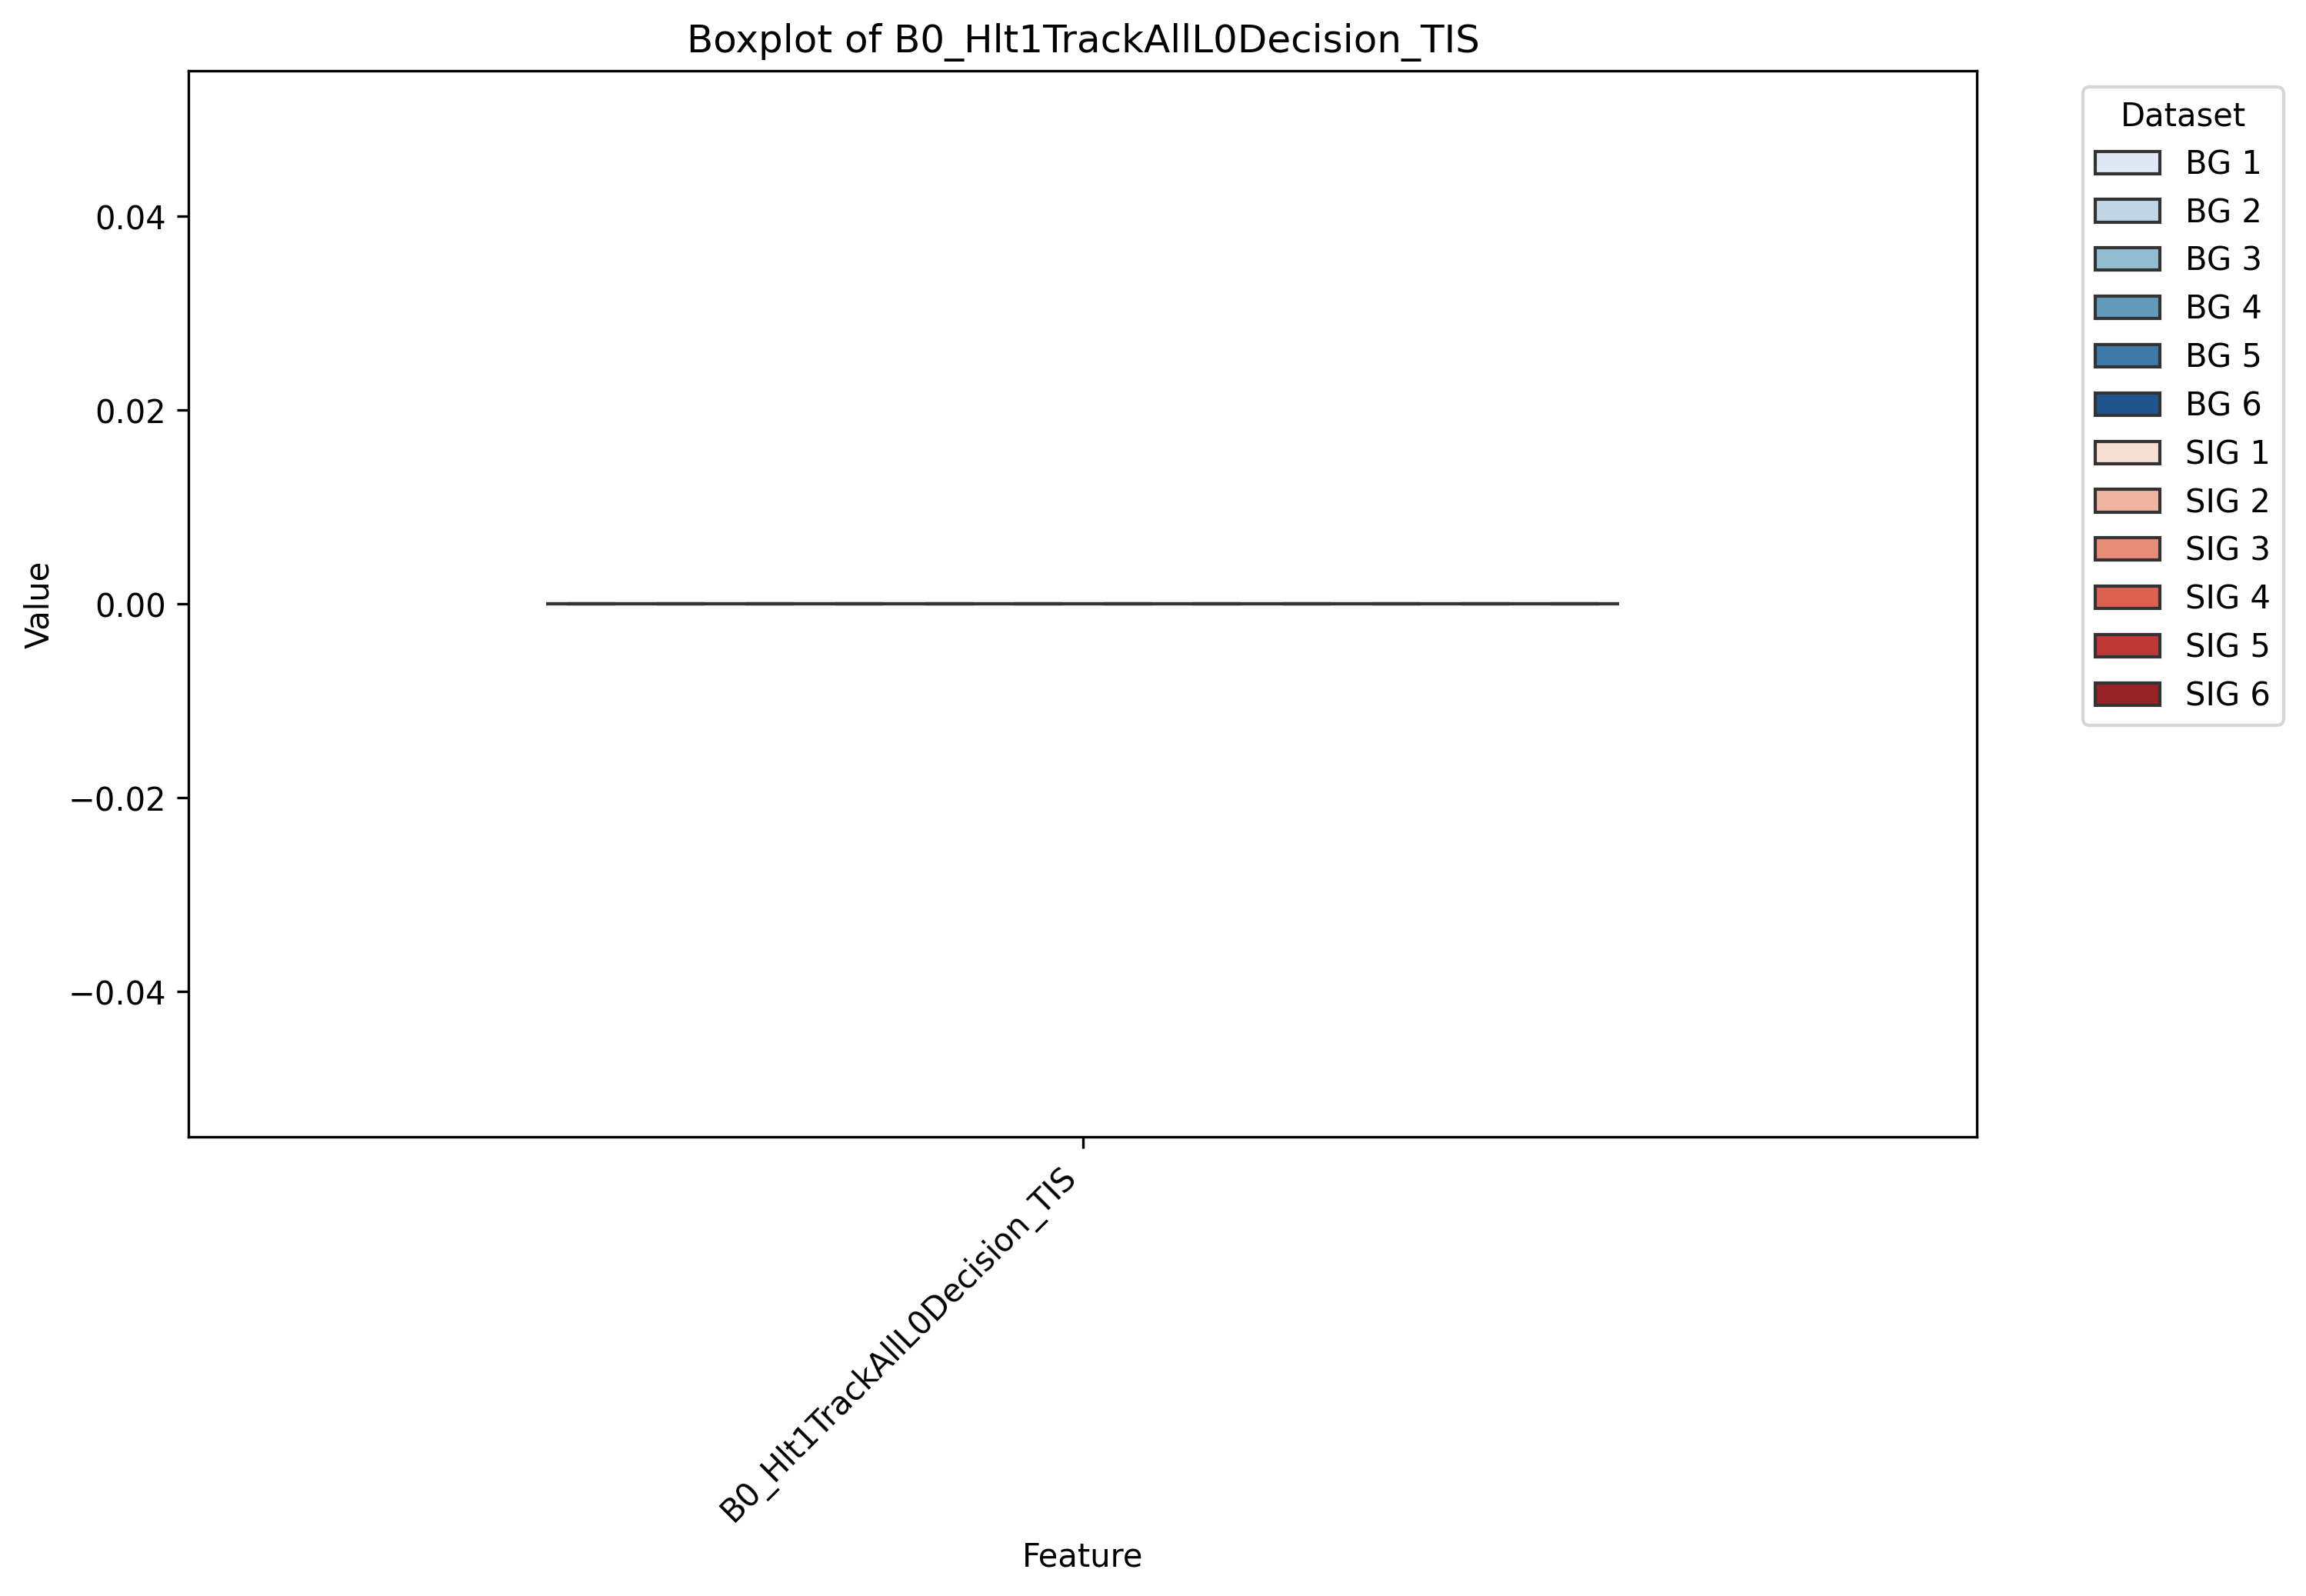 Boxplot of B0_Hlt1TrackAllL0Decision_TIS
Value
0.04
0.02
0.00
−0.02
−0.04
B0_Hlt1TrackAllL0Decision_TIS
Feature
Dataset
BG 1
BG 2
BG 3
BG 4
BG 5
BG 6
SIG 1
SIG 2
SIG 3
SIG 4
SIG 5
SIG 6